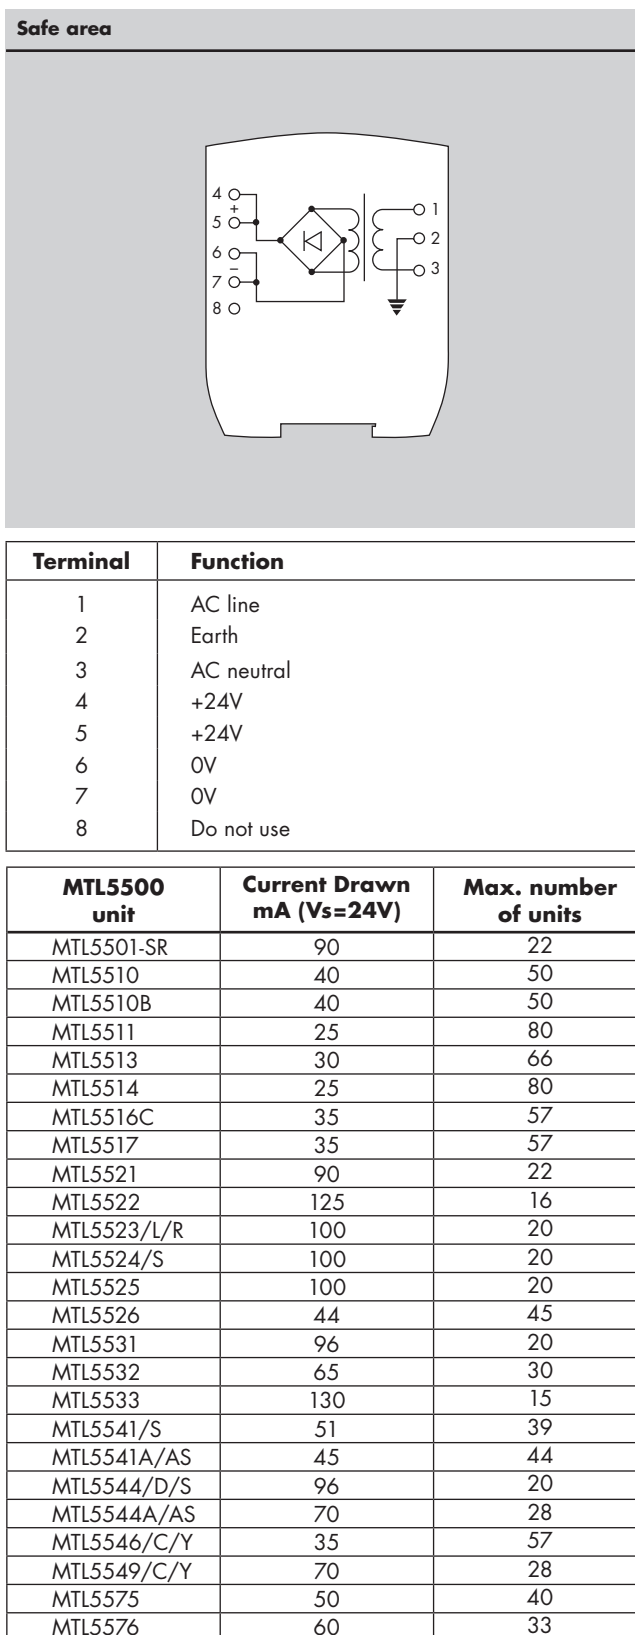 Safe area
4
+
5
6
–
7
8
1
2
3
Terminal Function
1 AC line
2 Earth
3 AC neutral
4 +24V
5 +24V
6 0V
7 0V
8 Do not use
MTL5500 unit Current Drawn mA (Vs=24V) Max. number of units
MTL5501-SR 90 22
MTL5510 40 50
MTL5510B 40 50
MTL5511 25 80
MTL5513 30 66
MTL5514 25 80
MTL5516C 35 57
MTL5517 35 57
MTL5521 90 22
MTL5522 125 16
MTL5523/L/R 100 20
MTL5524/S 100 20
MTL5525 100 20
MTL5526 44 45
MTL5531 96 20
MTL5532 65 30
MTL5533 130 15
MTL5541/S 51 39
MTL5541A/AS 45 44
MTL5544/D/S 96 20
MTL5544A/AS 70 28
MTL5546/C/Y 35 57
MTL5549/C/Y 70 28
MTL5575 50 40
MTL5576 60 33